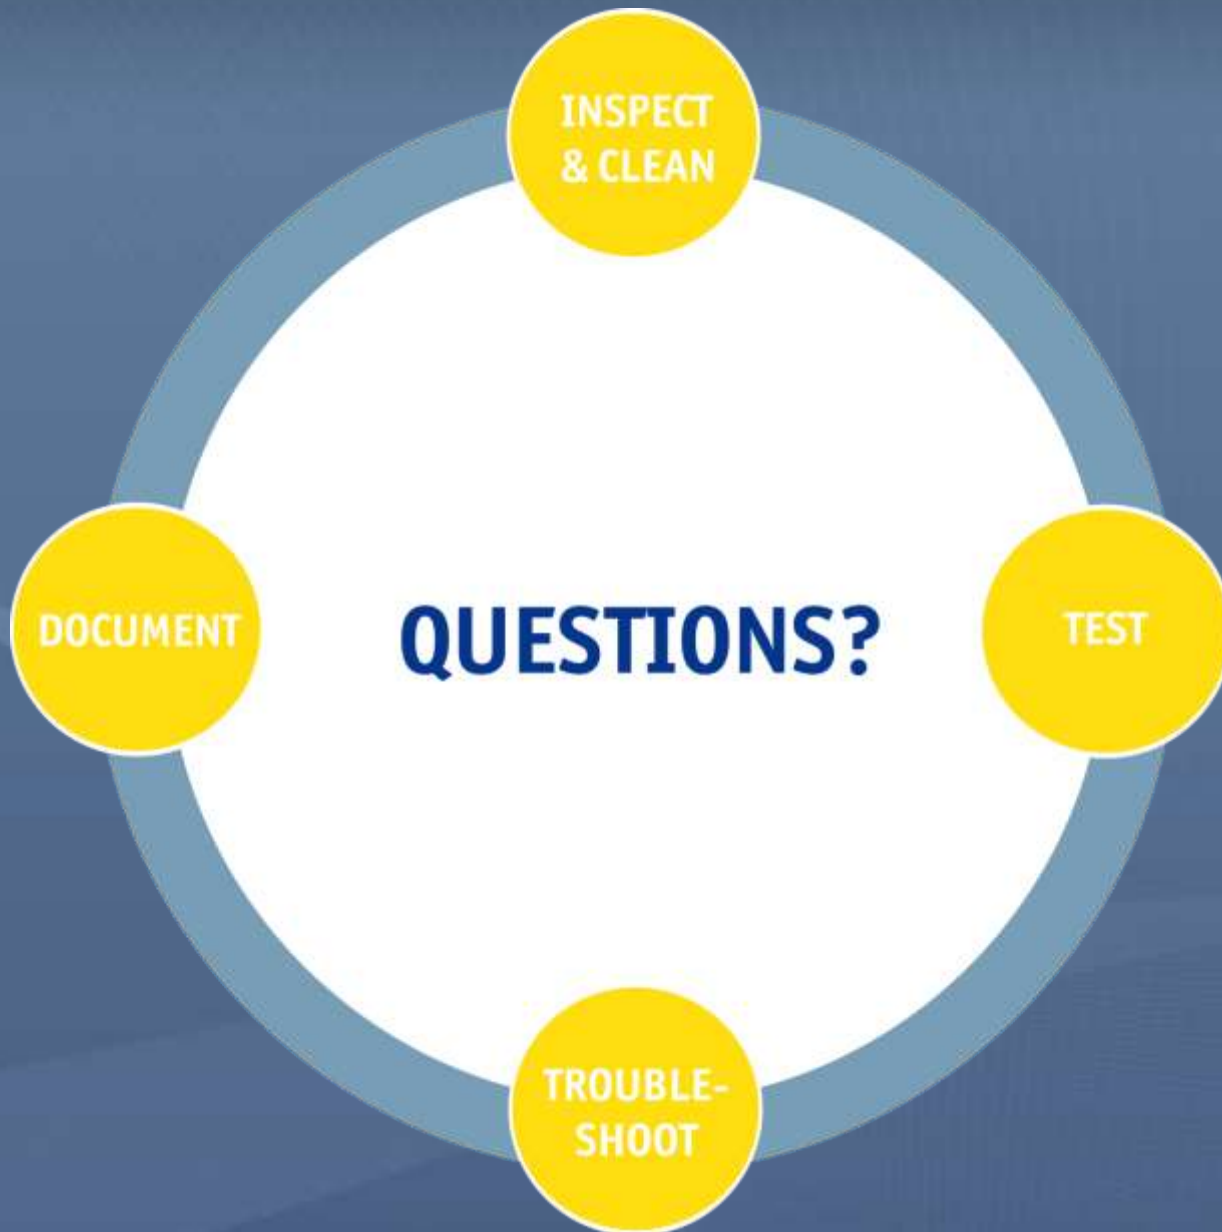 INSPECT
& CLEAN
DOCUMENT
QUESTIONS?
TEST
TROUBLE-
SHOOT